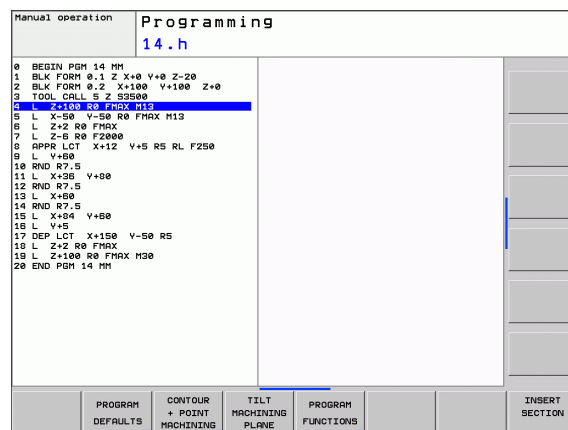 Manual operation
Programming
14.h
0 BEGIN PGM 14 MM
1 BLK FORM 0.1 Z X+0 Y+0 Z-20
2 BLK FORM 0.2 X+100 Y+100 Z+0
3 TOOL CALL 5 Z S3500
4 L Z+100 R0 FMAX M13
5 L X-50 Y-50 R0 FMAX M13
6 L Z+2 R0 FMAX
7 L Z-6 R0 F2000
8 APPR LCT X+12 Y+5 R5 RL F250
9 L Y+60
10 RND R7.5
11 L X+36 Y+80
12 RND R7.5
13 L X+60
14 RND R7.5
15 L X+84 Y+60
16 L Y+5
17 DEP LCT X+150 Y-50 R5
18 L Z+2 R0 FMAX
19 L Z+100 R0 FMAX M30
20 END PGM 14 MM
PROGRAM
DEFAULTS
CONTOUR
+ POINT
MACHINING
TILT
MACHINING
PLANE
PROGRAM
FUNCTIONS
INSERT
SECTION